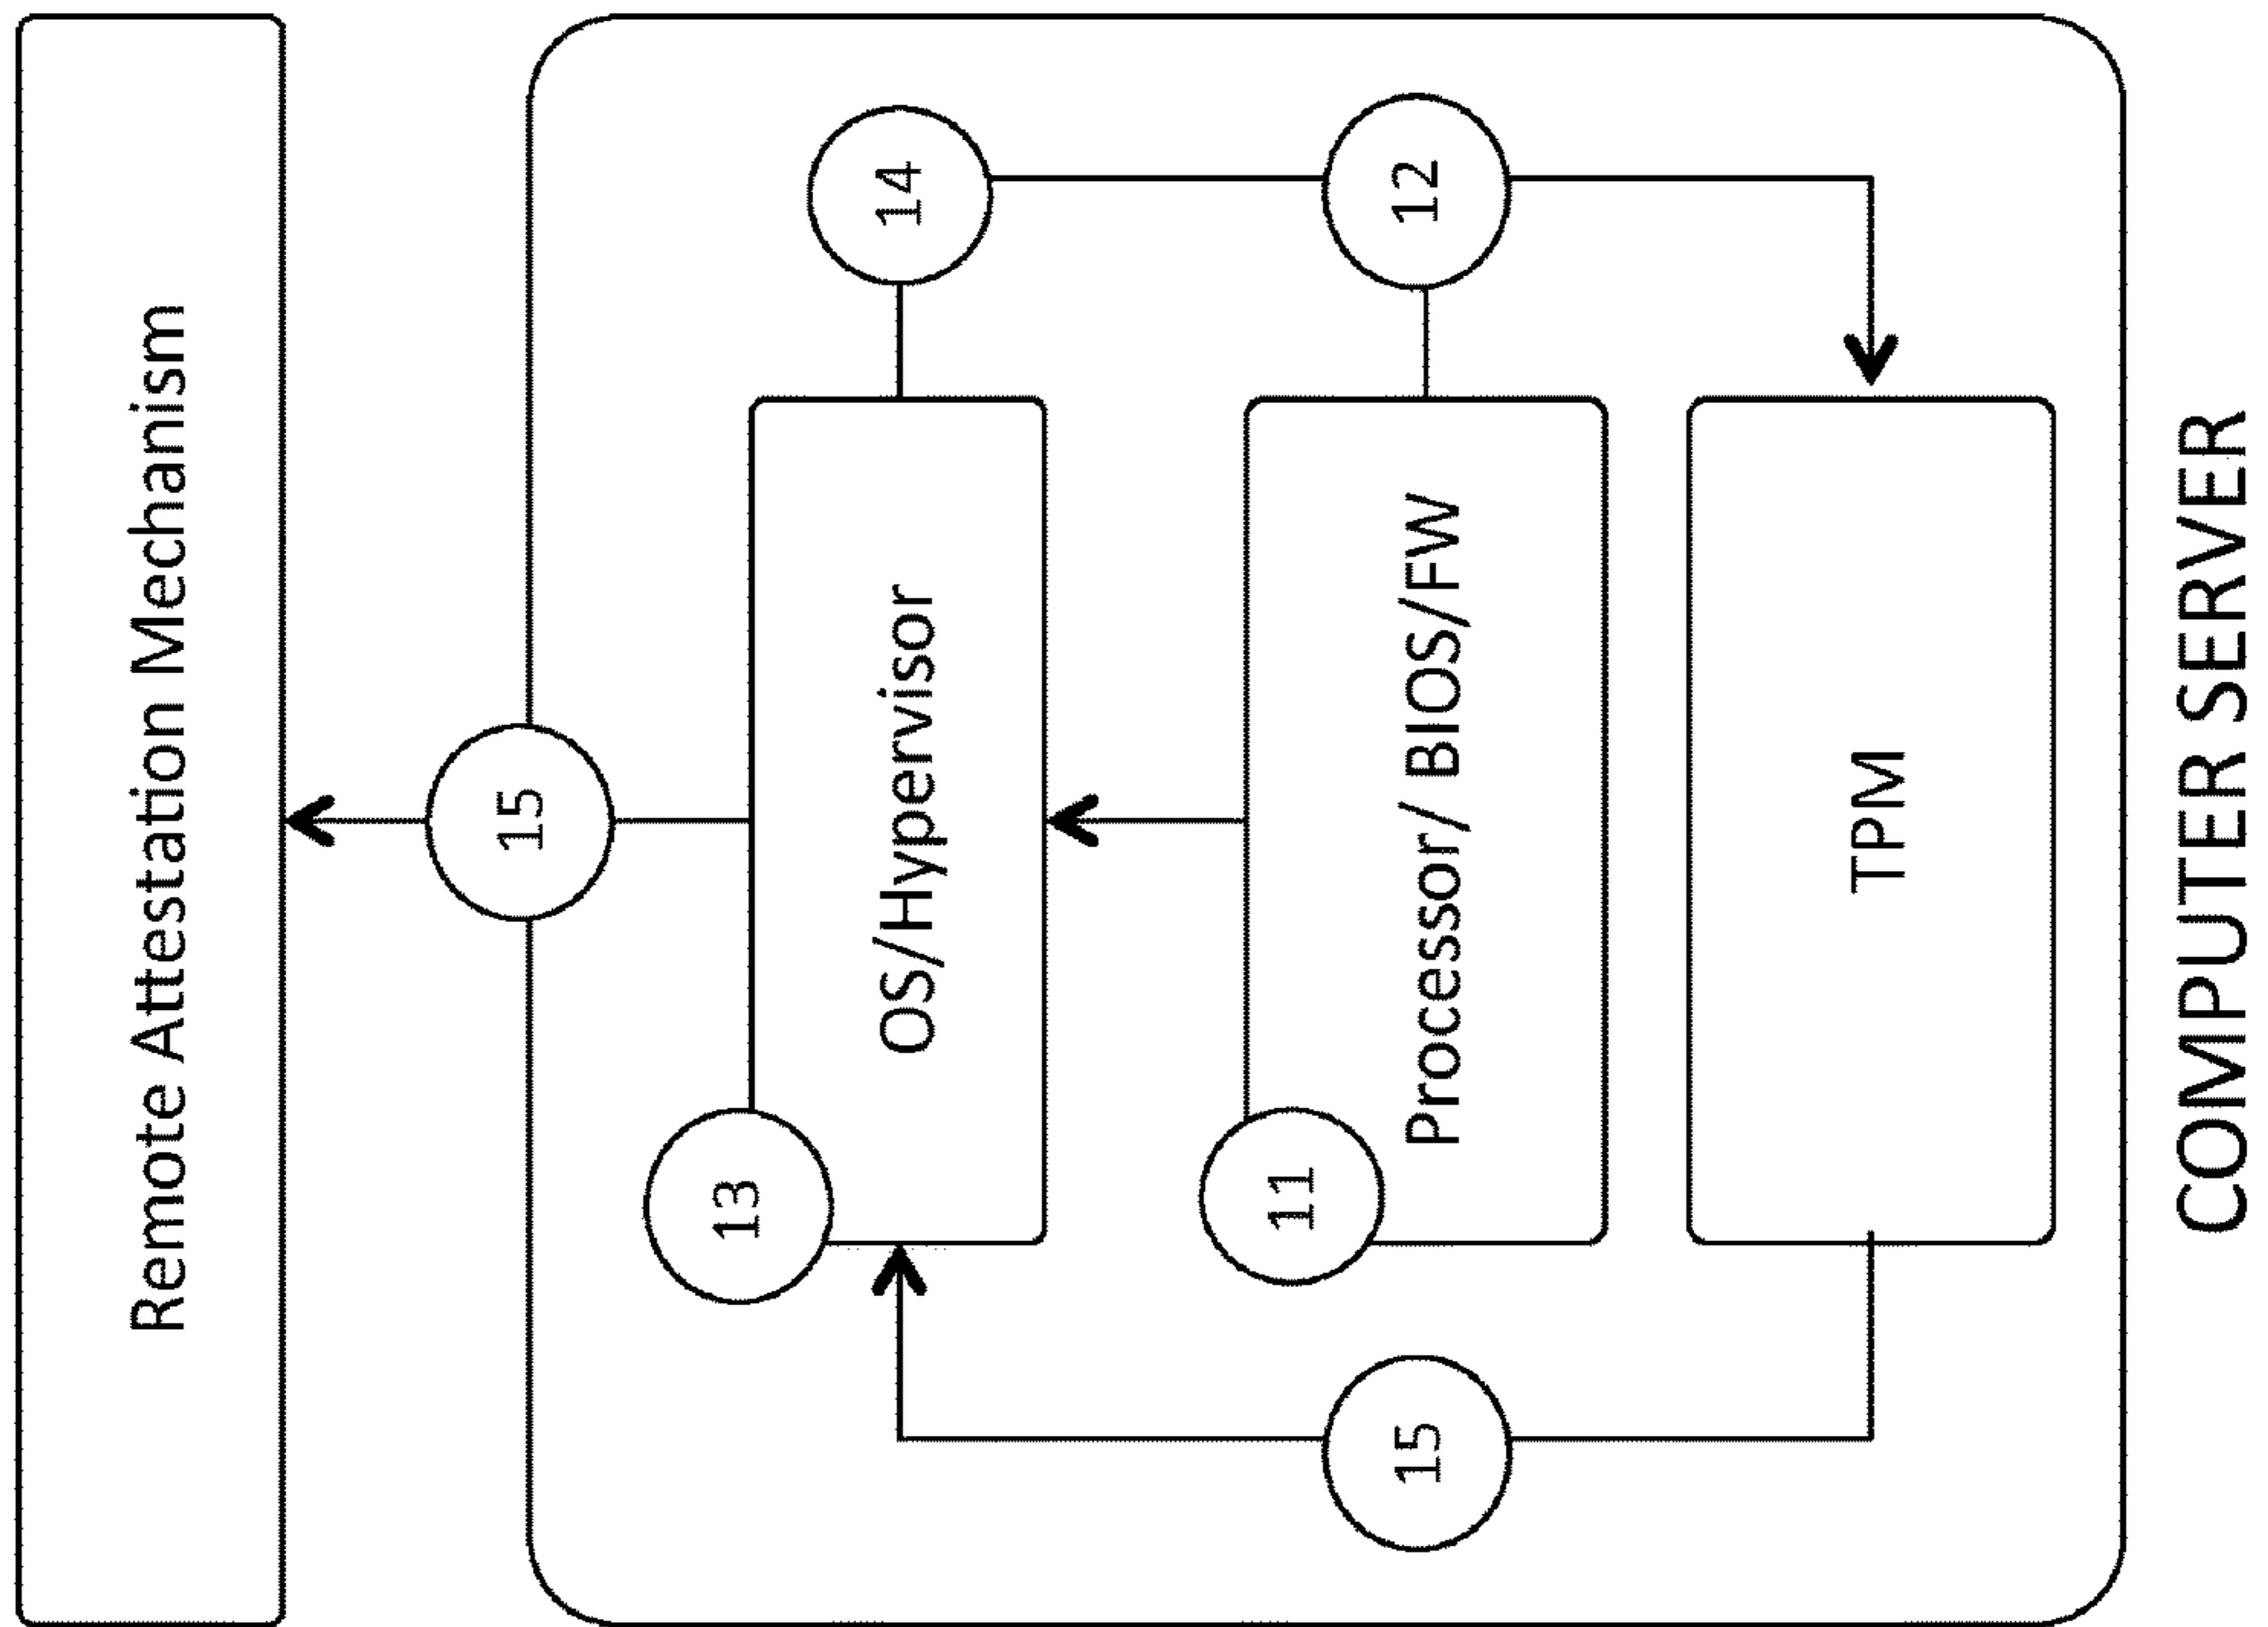 Remote Attestation Mechanism
15
13
OS/Hypervisor
14
11
Processor/ BIOS/FW
15
12
TPM
COMPUTER SERVER